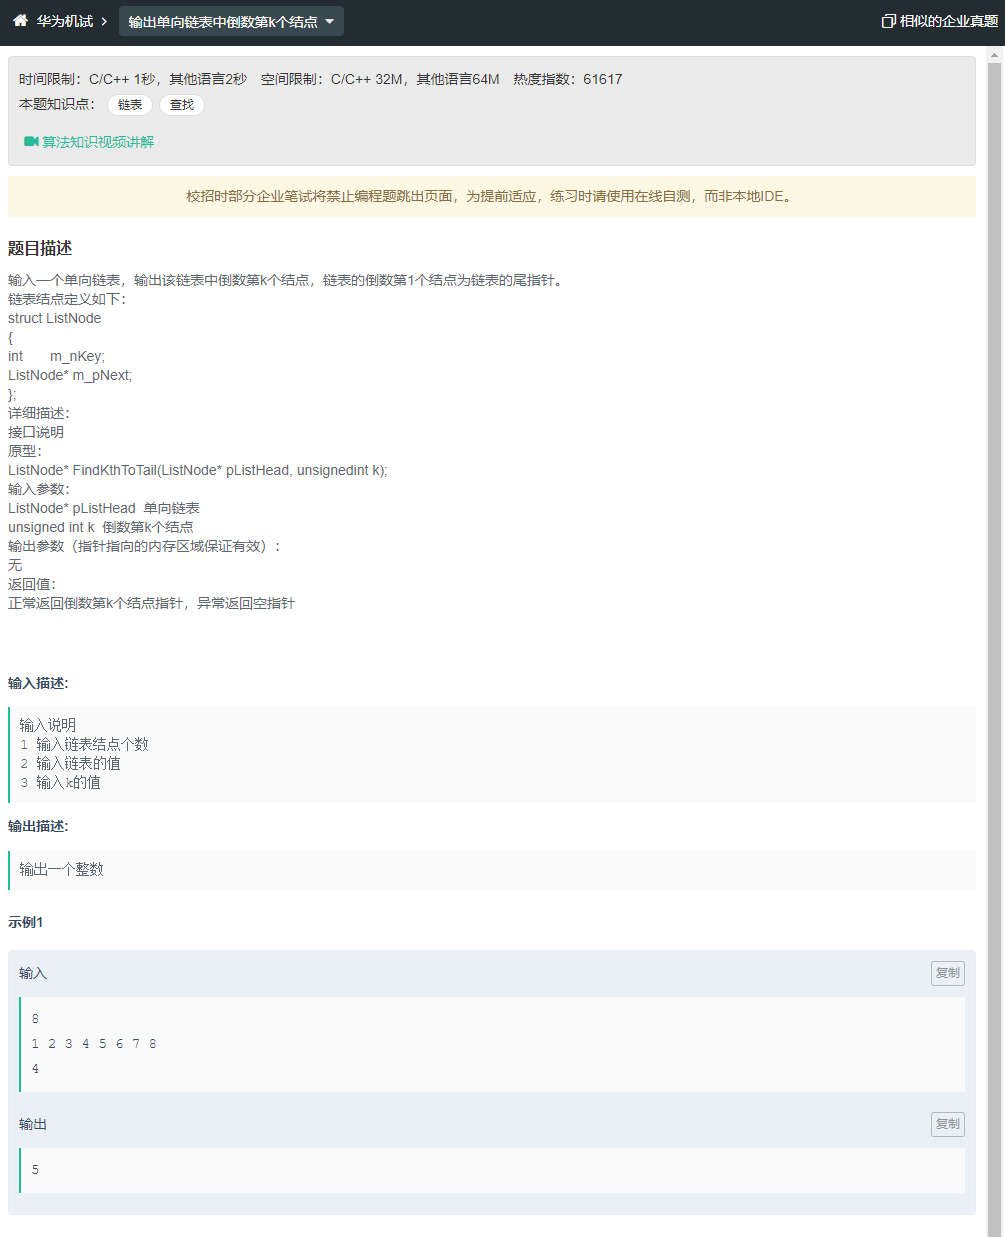 华为机试 > 输出单向链表中倒数第k个结点 相似的企业真题
时间限制：C/C++ 1秒，其他语言2秒 空间限制：C/C++ 32M，其他语言64M 热度指数：61617
本题知识点： 链表 查找
算法知识视频讲解
校招时部分企业笔试将禁止编程题跳出页面，为提前适应，练习时请使用在线自测，而非本地IDE。
题目描述
输入一个单向链表，输出该链表中倒数第k个结点，链表的倒数第1个结点为链表的尾指针。
链表结点定义如下：
struct ListNode
{
int m_nKey;
ListNode* m_pNext;
};
详细描述：
接口说明
原型：
ListNode* FindKthToTail(ListNode* pListHead, unsignedint k);
输入参数：
ListNode* pListHead 单向链表
unsigned int k 倒数第k个结点
输出参数（指针指向的内存区域保证有效）：
无
返回值：
正常返回倒数第k个结点指针，异常返回空指针
输入描述:
输入说明
1 输入链表结点个数
2 输入链表的值
3 输入k的值
输出描述:
输出一个整数
示例1
输入 复制
8
1 2 3 4 5 6 7 8
4
输出 复制
5